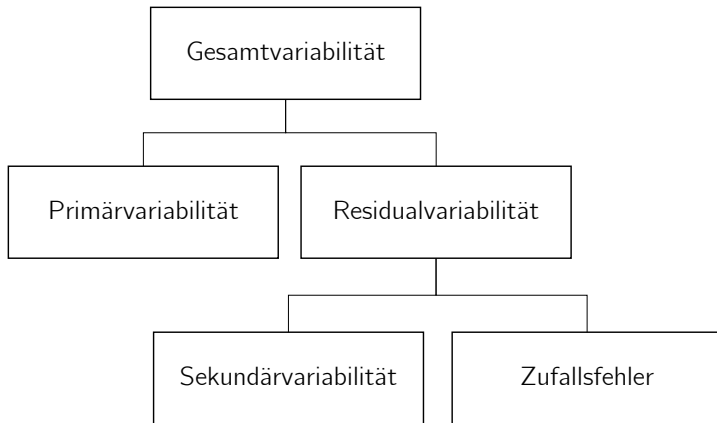 Gesamtvariabilität
Primärvariabilität
Residualvariabilität
Sekundärvariabilität
Zufallsfehler